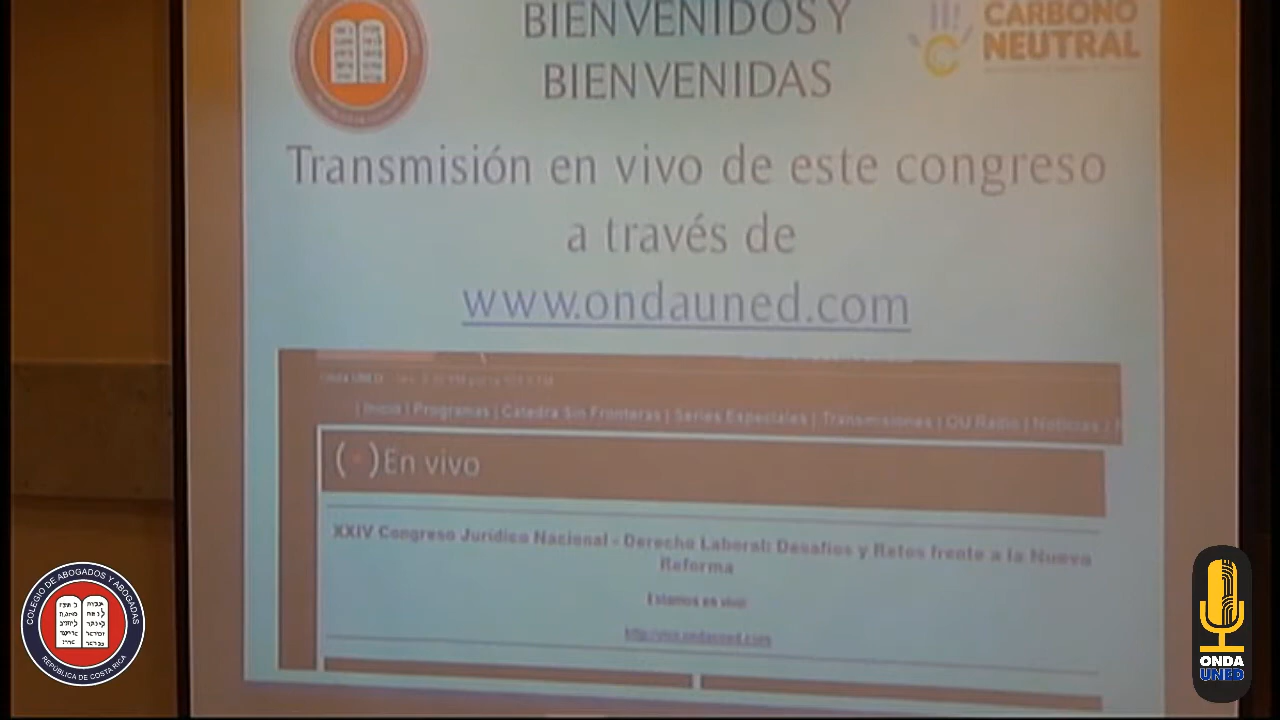 BIENVENIDOS Y
BIENVENIDAS
CARBONO
NEUTRAL
Transmisión en vivo de este congreso
a través de
www.ondauned.com
| Inicio | Programas | Catedra Sin Fronteras | Series Especiales | Transmisiones | OU Radio | Noticias |
(·) En vivo
XXIV Congreso Jurídico Nacional - Derecho Laboral: Desafíos y Retos frente a la Nueva
Reforma
Estamos en vivo
COLEGIO DE ABOGADOS Y ABOGADAS
REPÚBLICA DE COSTA RICA
ONDA
UNED